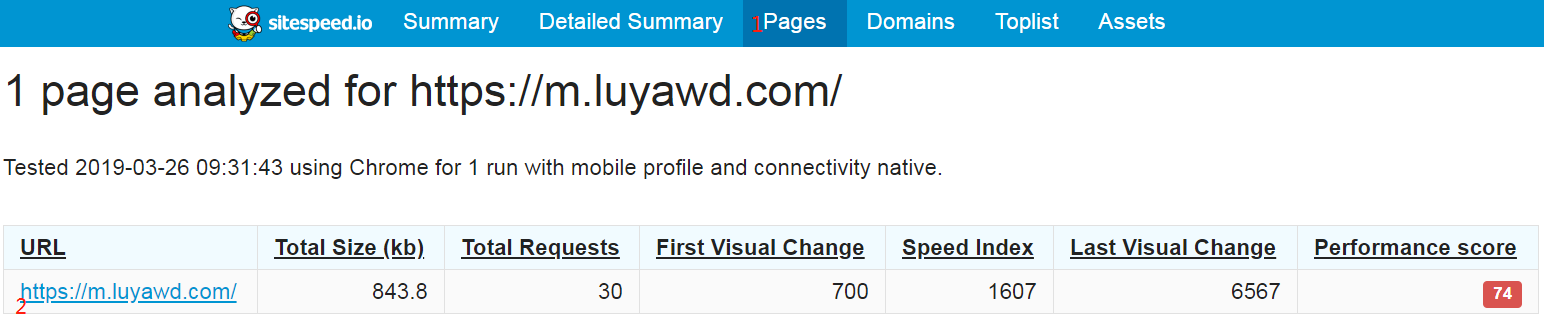 sitespeed.io Summary Detailed Summary 1Pages Domains Toplist Assets
1 page analyzed for https://m.luyawd.com/
Tested 2019-03-26 09:31:43 using Chrome for 1 run with mobile profile and connectivity native.
URL Total Size (kb) Total Requests First Visual Change Speed Index Last Visual Change Performance score
https://m.luyawd.com/ 843.8 30 700 1607 6567 74
2